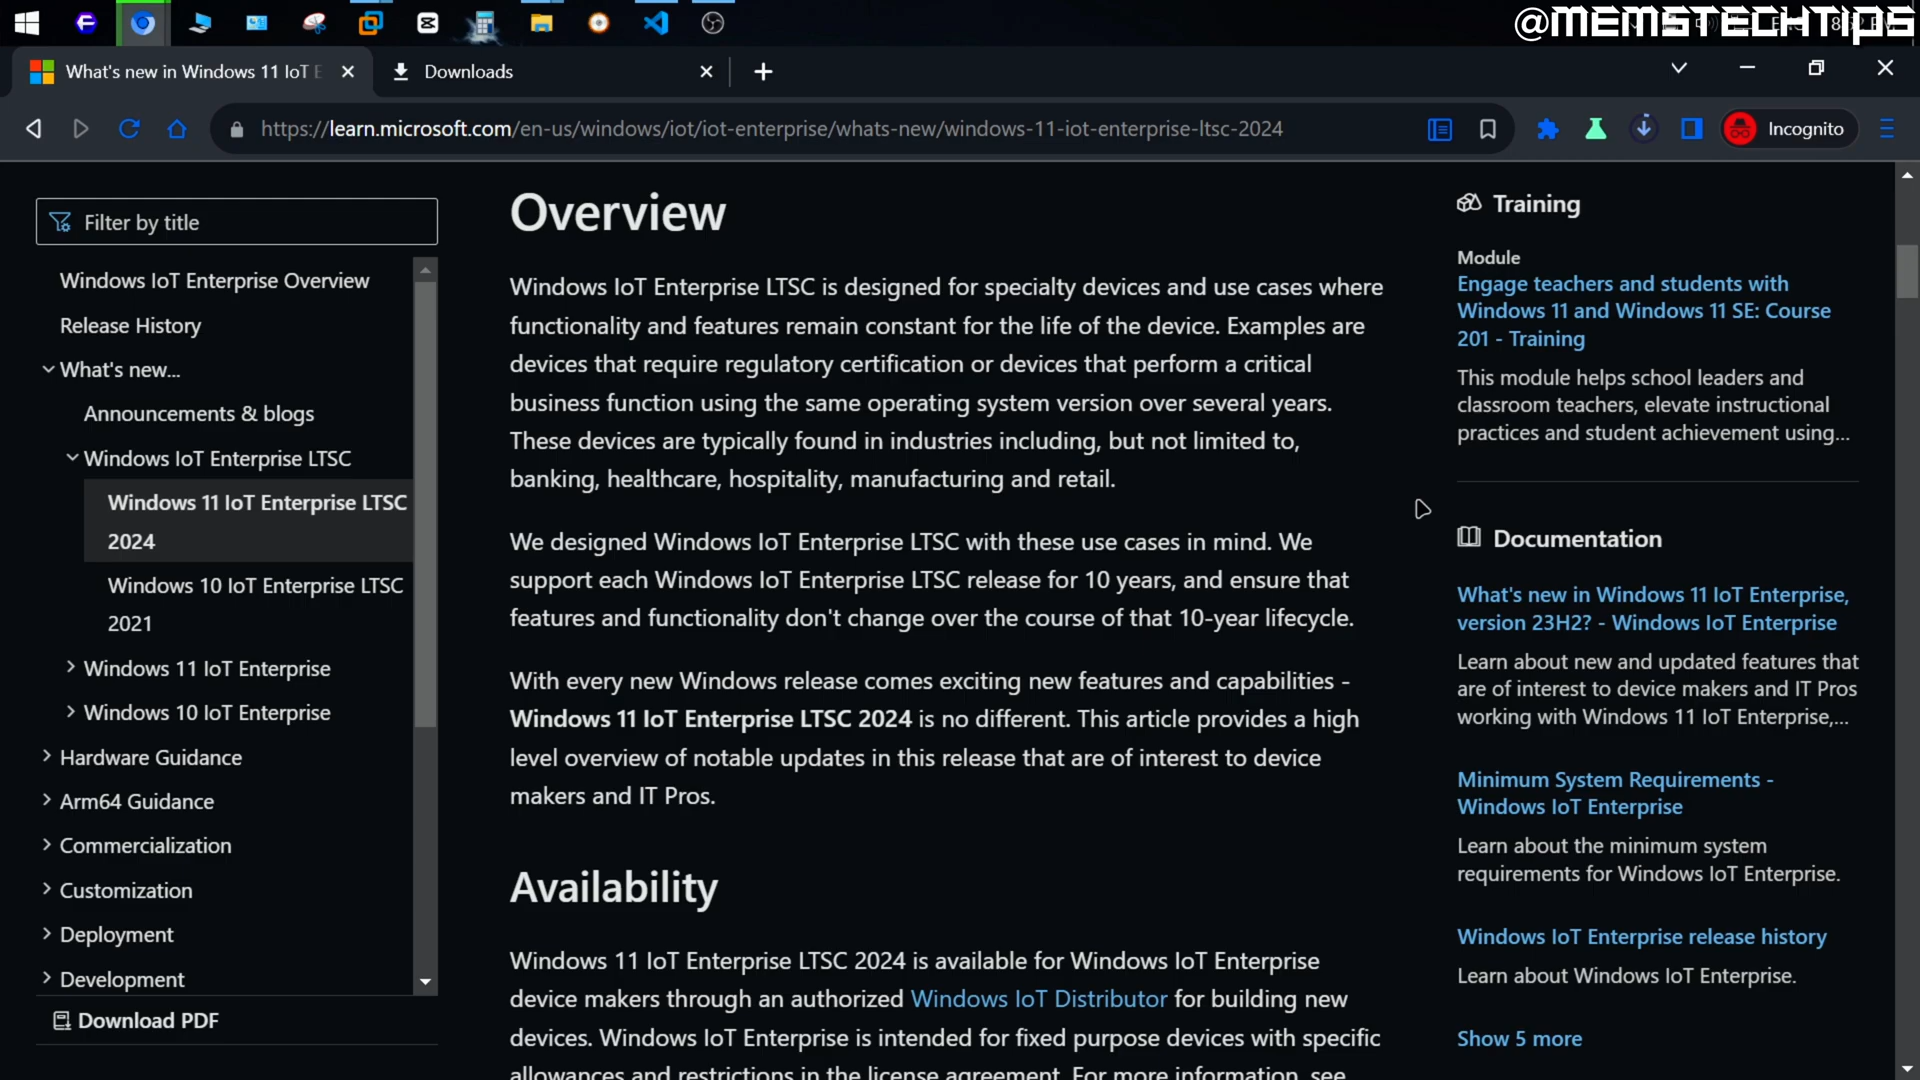 @MEMSTECHTIPS
What's new in Windows 11 IoT E
Downloads
https://learn.microsoft.com/en-us/windows/iot/iot-enterprise/whats-new/windows-11-iot-enterprise-ltsc-2024
Incognito
Filter by title
Windows IoT Enterprise Overview
Release History
What's new...
Announcements & blogs
Windows IoT Enterprise LTSC
Windows 11 IoT Enterprise LTSC
2024
Windows 10 IoT Enterprise LTSC
2021
Windows 11 IoT Enterprise
Windows 10 IoT Enterprise
Hardware Guidance
Arm64 Guidance
Commercialization
Customization
Deployment
Development
Download PDF
Overview
Windows IoT Enterprise LTSC is designed for specialty devices and use cases where
functionality and features remain constant for the life of the device. Examples are
devices that require regulatory certification or devices that perform a critical
business function using the same operating system version over several years.
These devices are typically found in industries including, but not limited to,
banking, healthcare, hospitality, manufacturing and retail.
We designed Windows IoT Enterprise LTSC with these use cases in mind. We
support each Windows IoT Enterprise LTSC release for 10 years, and ensure that
features and functionality don't change over the course of that 10-year lifecycle.
With every new Windows release comes exciting new features and capabilities -
Windows 11 IoT Enterprise LTSC 2024 is no different. This article provides a high
level overview of notable updates in this release that are of interest to device
makers and IT Pros.
Availability
Windows 11 IoT Enterprise LTSC 2024 is available for Windows IoT Enterprise
device makers through an authorized Windows IoT Distributor for building new
devices. Windows IoT Enterprise is intended for fixed purpose devices with specific
allowances and restrictions in the license agreement. For more information, see
Training
Module
Engage teachers and students with
Windows 11 and Windows 11 SE: Course
201 - Training
This module helps school leaders and
classroom teachers, elevate instructional
practices and student achievement using...
Documentation
What's new in Windows 11 IoT Enterprise,
version 23H2? - Windows IoT Enterprise
Learn about new and updated features that
are of interest to device makers and IT Pros
working with Windows 11 IoT Enterprise,...
Minimum System Requirements -
Windows IoT Enterprise
Learn about the minimum system
requirements for Windows IoT Enterprise.
Windows IoT Enterprise release history
Learn about Windows IoT Enterprise.
Show 5 more